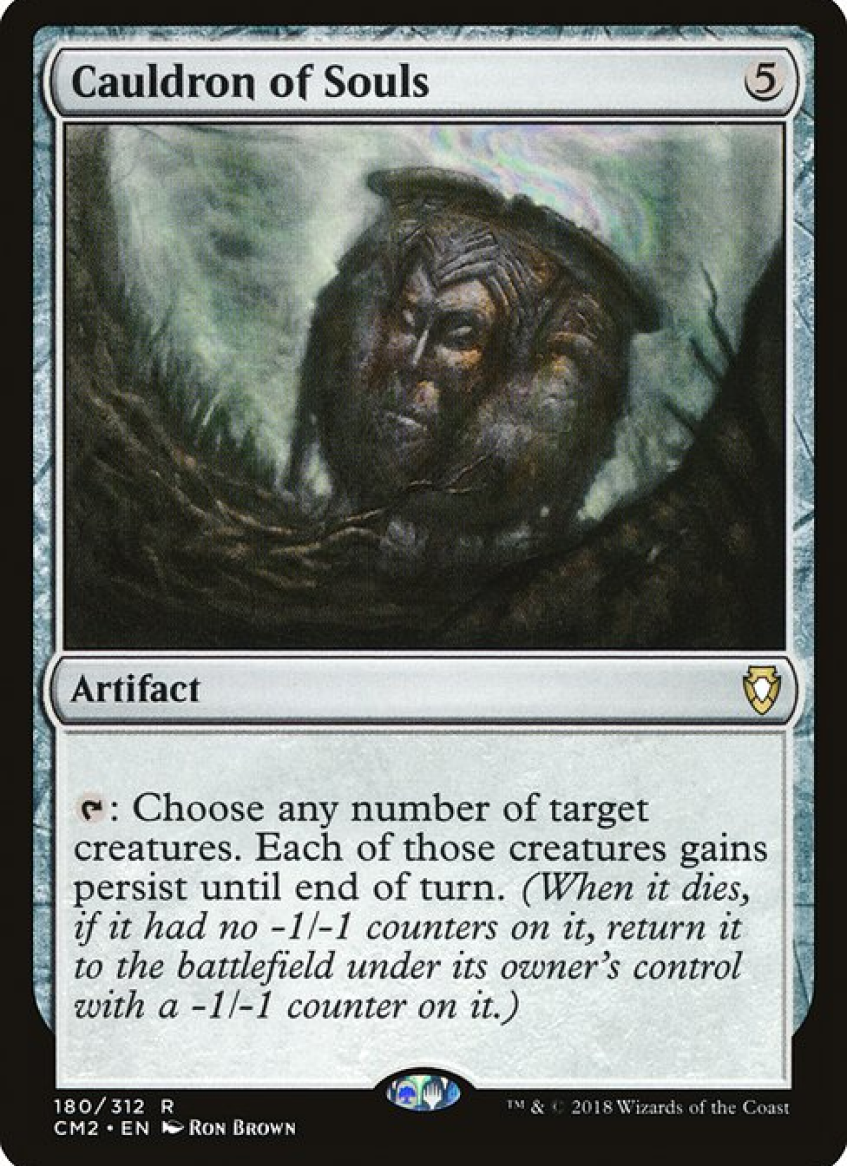 Cauldron of Souls 5
Artifact
: Choose any number of target
creatures. Each of those creatures gains
persist until end of turn. (When it dies,
if it had no -1/-1 counters on it, return it
to the battlefield under its owner's control
with a -1/-1 counter on it.)
180/312 R
™ & © 2018 Wizards of the Coast
CM2 • EN Ron Brown